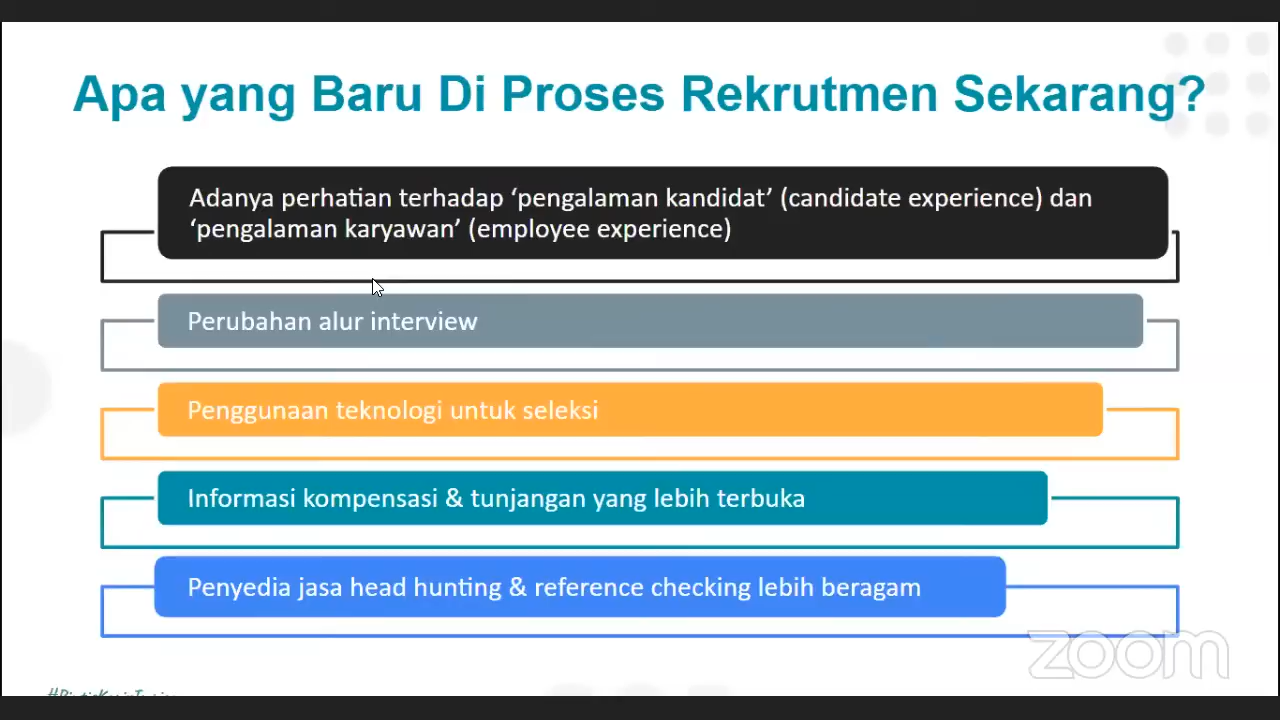 Apa yang Baru Di Proses Rekrutmen Sekarang?
Adanya perhatian terhadap ‘pengalaman kandidat’ (candidate experience) dan
‘pengalaman karyawan’ (employee experience)
Perubahan alur interview
Penggunaan teknologi untuk seleksi
Informasi kompensasi & tunjangan yang lebih terbuka
Penyedia jasa head hunting & reference checking lebih beragam
zoom